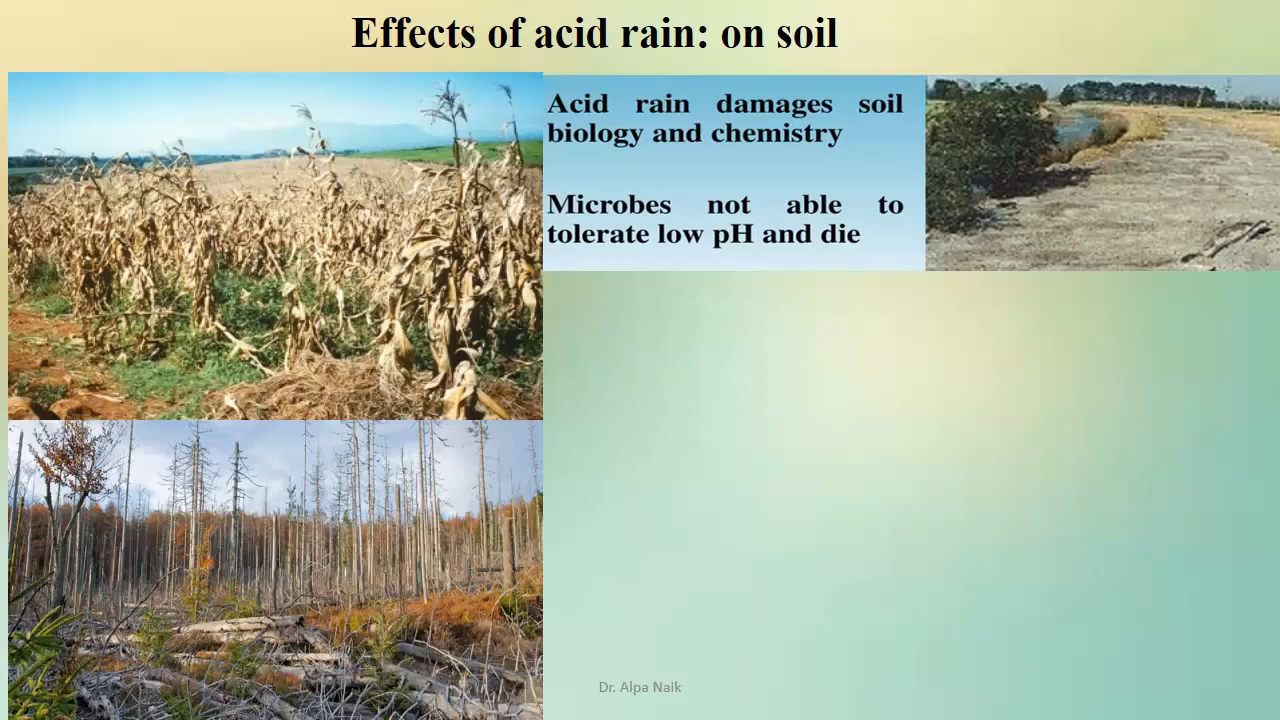 Effects of acid rain: on soil
Acid rain damages soil
biology and chemistry
Microbes not able to
tolerate low pH and die
Dr. Alpa Naik